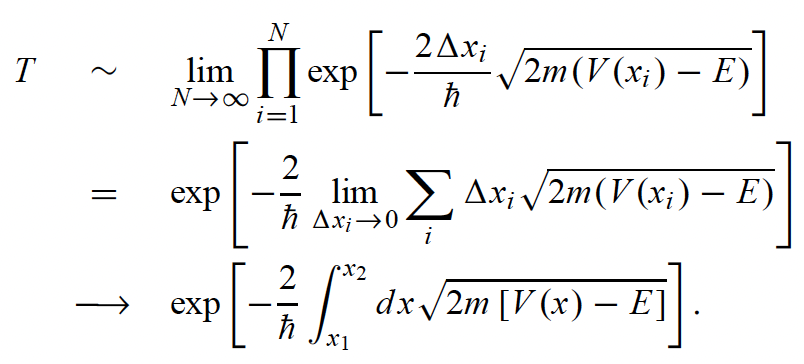 T ∼ lim_{N→∞} ∏_{i=1}^{N} exp[−(2Δx_i/ħ)√(2m(V(x_i) − E))]
= exp[−(2/ħ) lim_{Δx_i→0} ∑_i Δx_i√(2m(V(x_i) − E))]
⟶ exp[−(2/ħ) ∫_{x_1}^{x_2} dx√(2m [V(x) − E])].